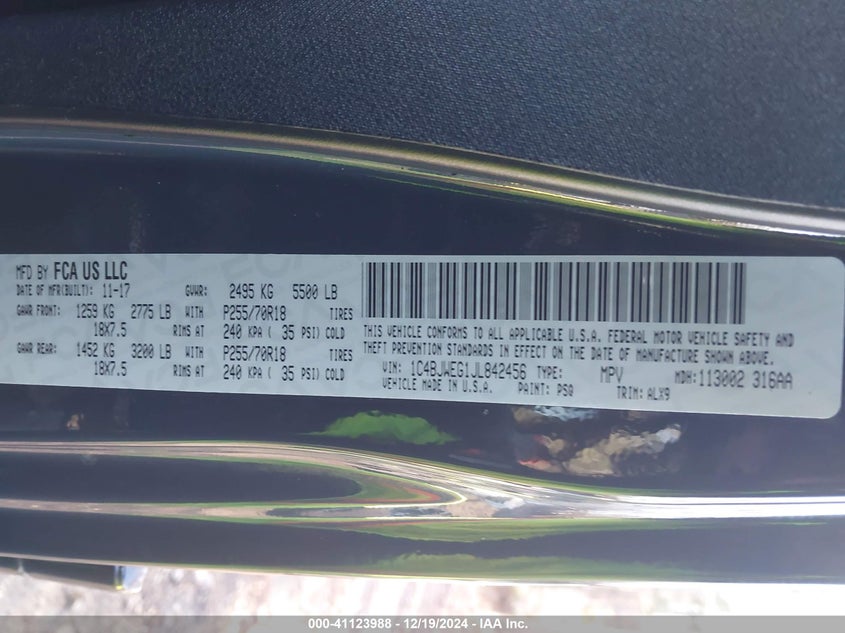 MFD BY FCA US LLC
DATE OF MFR(BUILT): 11-17 GVWR: 2495 KG 5500 LB
GAWR FRONT: 1259 KG 2775 LB WITH P255/70R18 TIRES
18X7.5 RIMS AT 240 KPA ( 35 PSI) COLD
GAWR REAR: 1452 KG 3200 LB WITH P255/70R18 TIRES
18X7.5 RIMS AT 240 KPA ( 35 PSI) COLD
THIS VEHICLE CONFORMS TO ALL APPLICABLE U.S.A. FEDERAL MOTOR VEHICLE SAFETY AND
THEFT PREVENTION STANDARDS IN EFFECT ON THE DATE OF MANUFACTURE SHOWN ABOVE.
VIN: 1C4BJWEG1JL842456 TYPE: MPV MDH: 113002 316AA
VEHICLE MADE IN U.S.A. PAINT: PSQ TRIM: ALX9
000-41123988 / 12/19/2024 - IAA Inc.